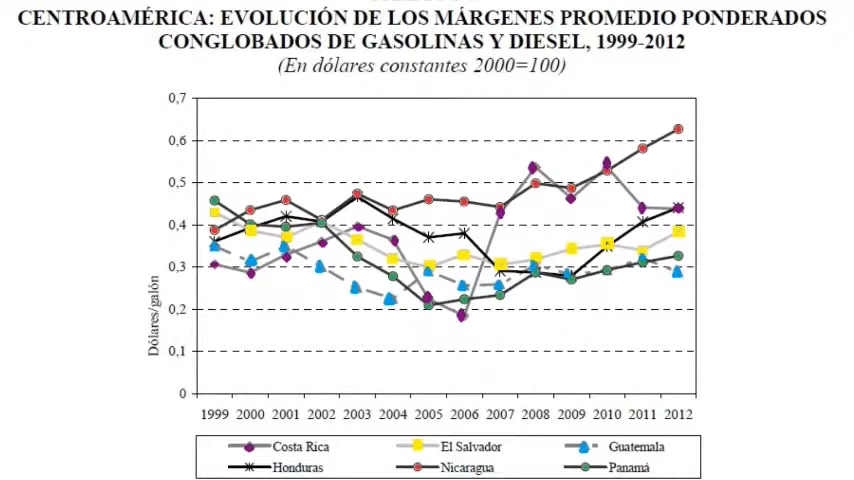 CENTROAMÉRICA: EVOLUCIÓN DE LOS MÁRGENES PROMEDIO PONDERADOS
CONGLOBADOS DE GASOLINAS Y DIESEL, 1999-2012
(En dólares constantes 2000=100)
0,7
0,6
0,5
0,4
0,3
0,2
0,1
0
Dólares/galón
1999 2000 2001 2002 2003 2004 2005 2006 2007 2008 2009 2010 2011 2012
Costa Rica El Salvador Guatemala
Honduras Nicaragua Panamá